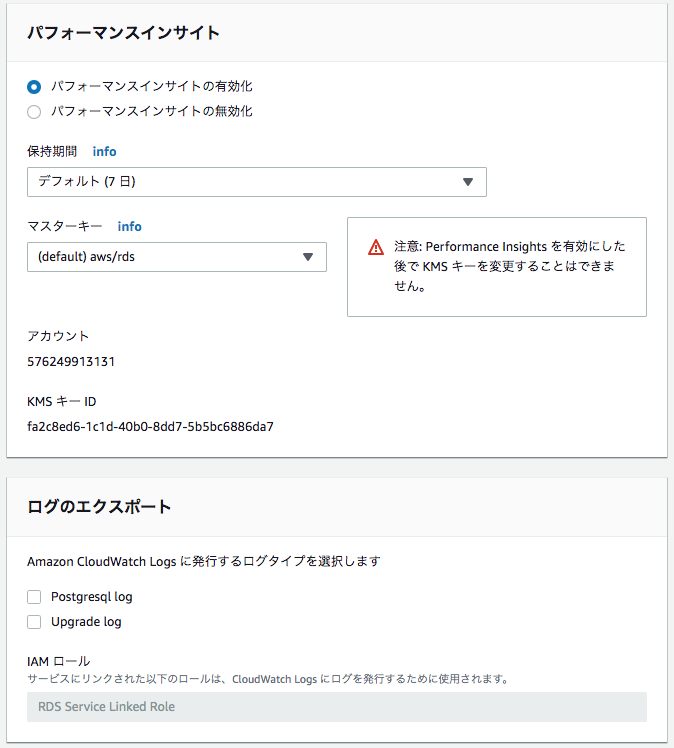 パフォーマンスインサイト
パフォーマンスインサイトの有効化
パフォーマンスインサイトの無効化
保持期間 info
デフォルト (7 日)
マスターキー info
(default) aws/rds
注意: Performance Insights を有効にした
後で KMS キーを変更することはできま
せん。
アカウント
576249913131
KMS キー ID
fa2c8ed6-1c1d-40b0-8dd7-5b5bc6886da7
ログのエクスポート
Amazon CloudWatch Logs に発行するログタイプを選択します
Postgresql log
Upgrade log
IAM ロール
サービスにリンクされた以下のロールは、CloudWatch Logs にログを発行するために使用されます。
RDS Service Linked Role